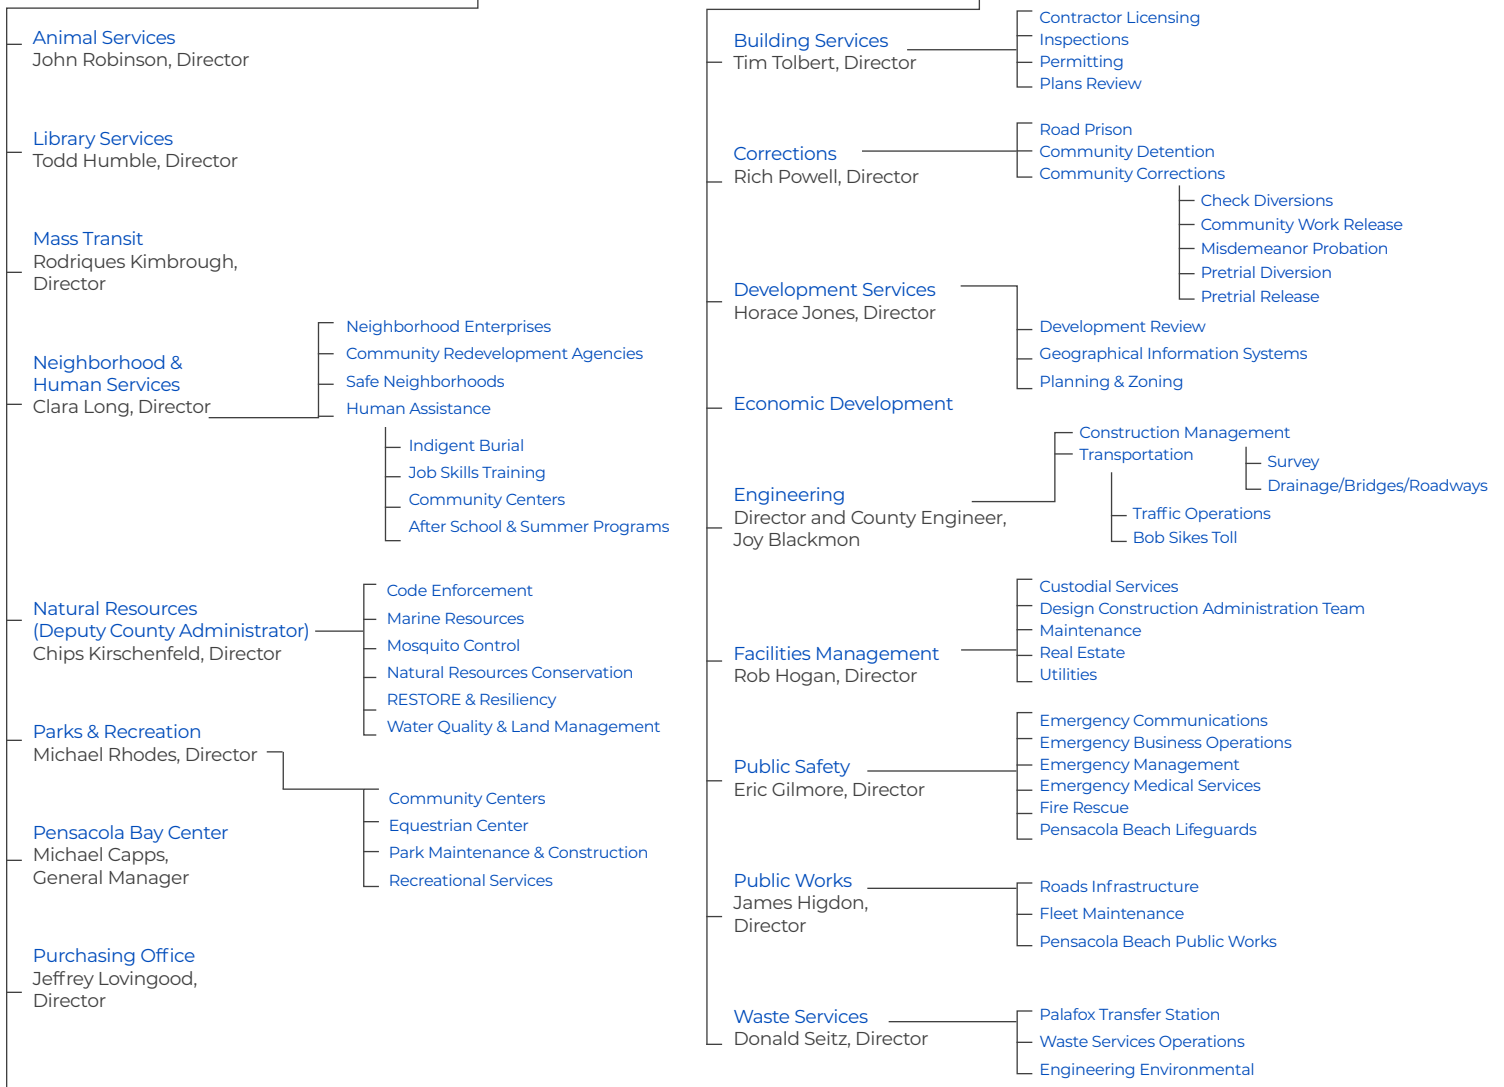 Animal Services
John Robinson, Director
Library Services
Todd Humble, Director
Mass Transit
Rodriques Kimbrough,
Director
Neighborhood &
Human Services
Clara Long, Director
Neighborhood Enterprises
Community Redevelopment Agencies
Safe Neighborhoods
Human Assistance
Indigent Burial
Job Skills Training
Community Centers
After School & Summer Programs
Natural Resources
(Deputy County Administrator)
Chips Kirschenfeld, Director
Code Enforcement
Marine Resources
Mosquito Control
Natural Resources Conservation
RESTORE & Resiliency
Water Quality & Land Management
Parks & Recreation
Michael Rhodes, Director
Community Centers
Equestrian Center
Park Maintenance & Construction
Recreational Services
Pensacola Bay Center
Michael Capps,
General Manager
Purchasing Office
Jeffrey Lovingood,
Director
Building Services
Tim Tolbert, Director
Contractor Licensing
Inspections
Permitting
Plans Review
Corrections
Rich Powell, Director
Road Prison
Community Detention
Community Corrections
Check Diversions
Community Work Release
Misdemeanor Probation
Pretrial Diversion
Pretrial Release
Development Services
Horace Jones, Director
Development Review
Geographical Information Systems
Planning & Zoning
Economic Development
Engineering
Director and County Engineer,
Joy Blackmon
Construction Management
Transportation
Survey
Drainage/Bridges/Roadways
Traffic Operations
Bob Sikes Toll
Facilities Management
Rob Hogan, Director
Custodial Services
Design Construction Administration Team
Maintenance
Real Estate
Utilities
Public Safety
Eric Gilmore, Director
Emergency Communications
Emergency Business Operations
Emergency Management
Emergency Medical Services
Fire Rescue
Pensacola Beach Lifeguards
Public Works
James Higdon,
Director
Roads Infrastructure
Fleet Maintenance
Pensacola Beach Public Works
Waste Services
Donald Seitz, Director
Palafox Transfer Station
Waste Services Operations
Engineering Environmental